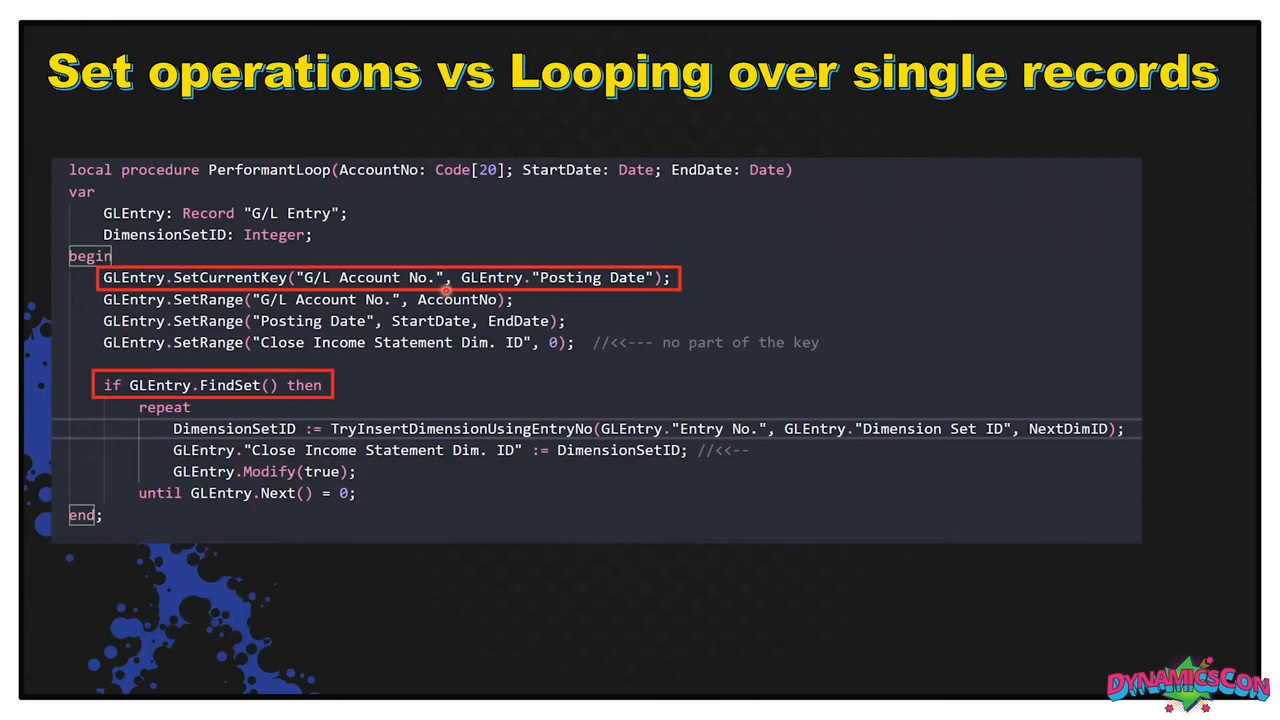 Set operations vs Looping over single records
local procedure PerformantLoop(AccountNo: Code[20]; StartDate: Date; EndDate: Date)
var
GLEntry: Record "G/L Entry";
DimensionSetID: Integer;
begin
GLEntry.SetCurrentKey("G/L Account No.", GLEntry."Posting Date");
GLEntry.SetRange("G/L Account No.", AccountNo);
GLEntry.SetRange("Posting Date", StartDate, EndDate);
GLEntry.SetRange("Close Income Statement Dim. ID", 0); //<<--- no part of the key
if GLEntry.FindSet() then
repeat
DimensionSetID := TryInsertDimensionUsingEntryNo(GLEntry."Entry No.", GLEntry."Dimension Set ID", NextDimID);
GLEntry."Close Income Statement Dim. ID" := DimensionSetID; //<<--
GLEntry.Modify(true);
until GLEntry.Next() = 0;
end;
DYNAMICSCON